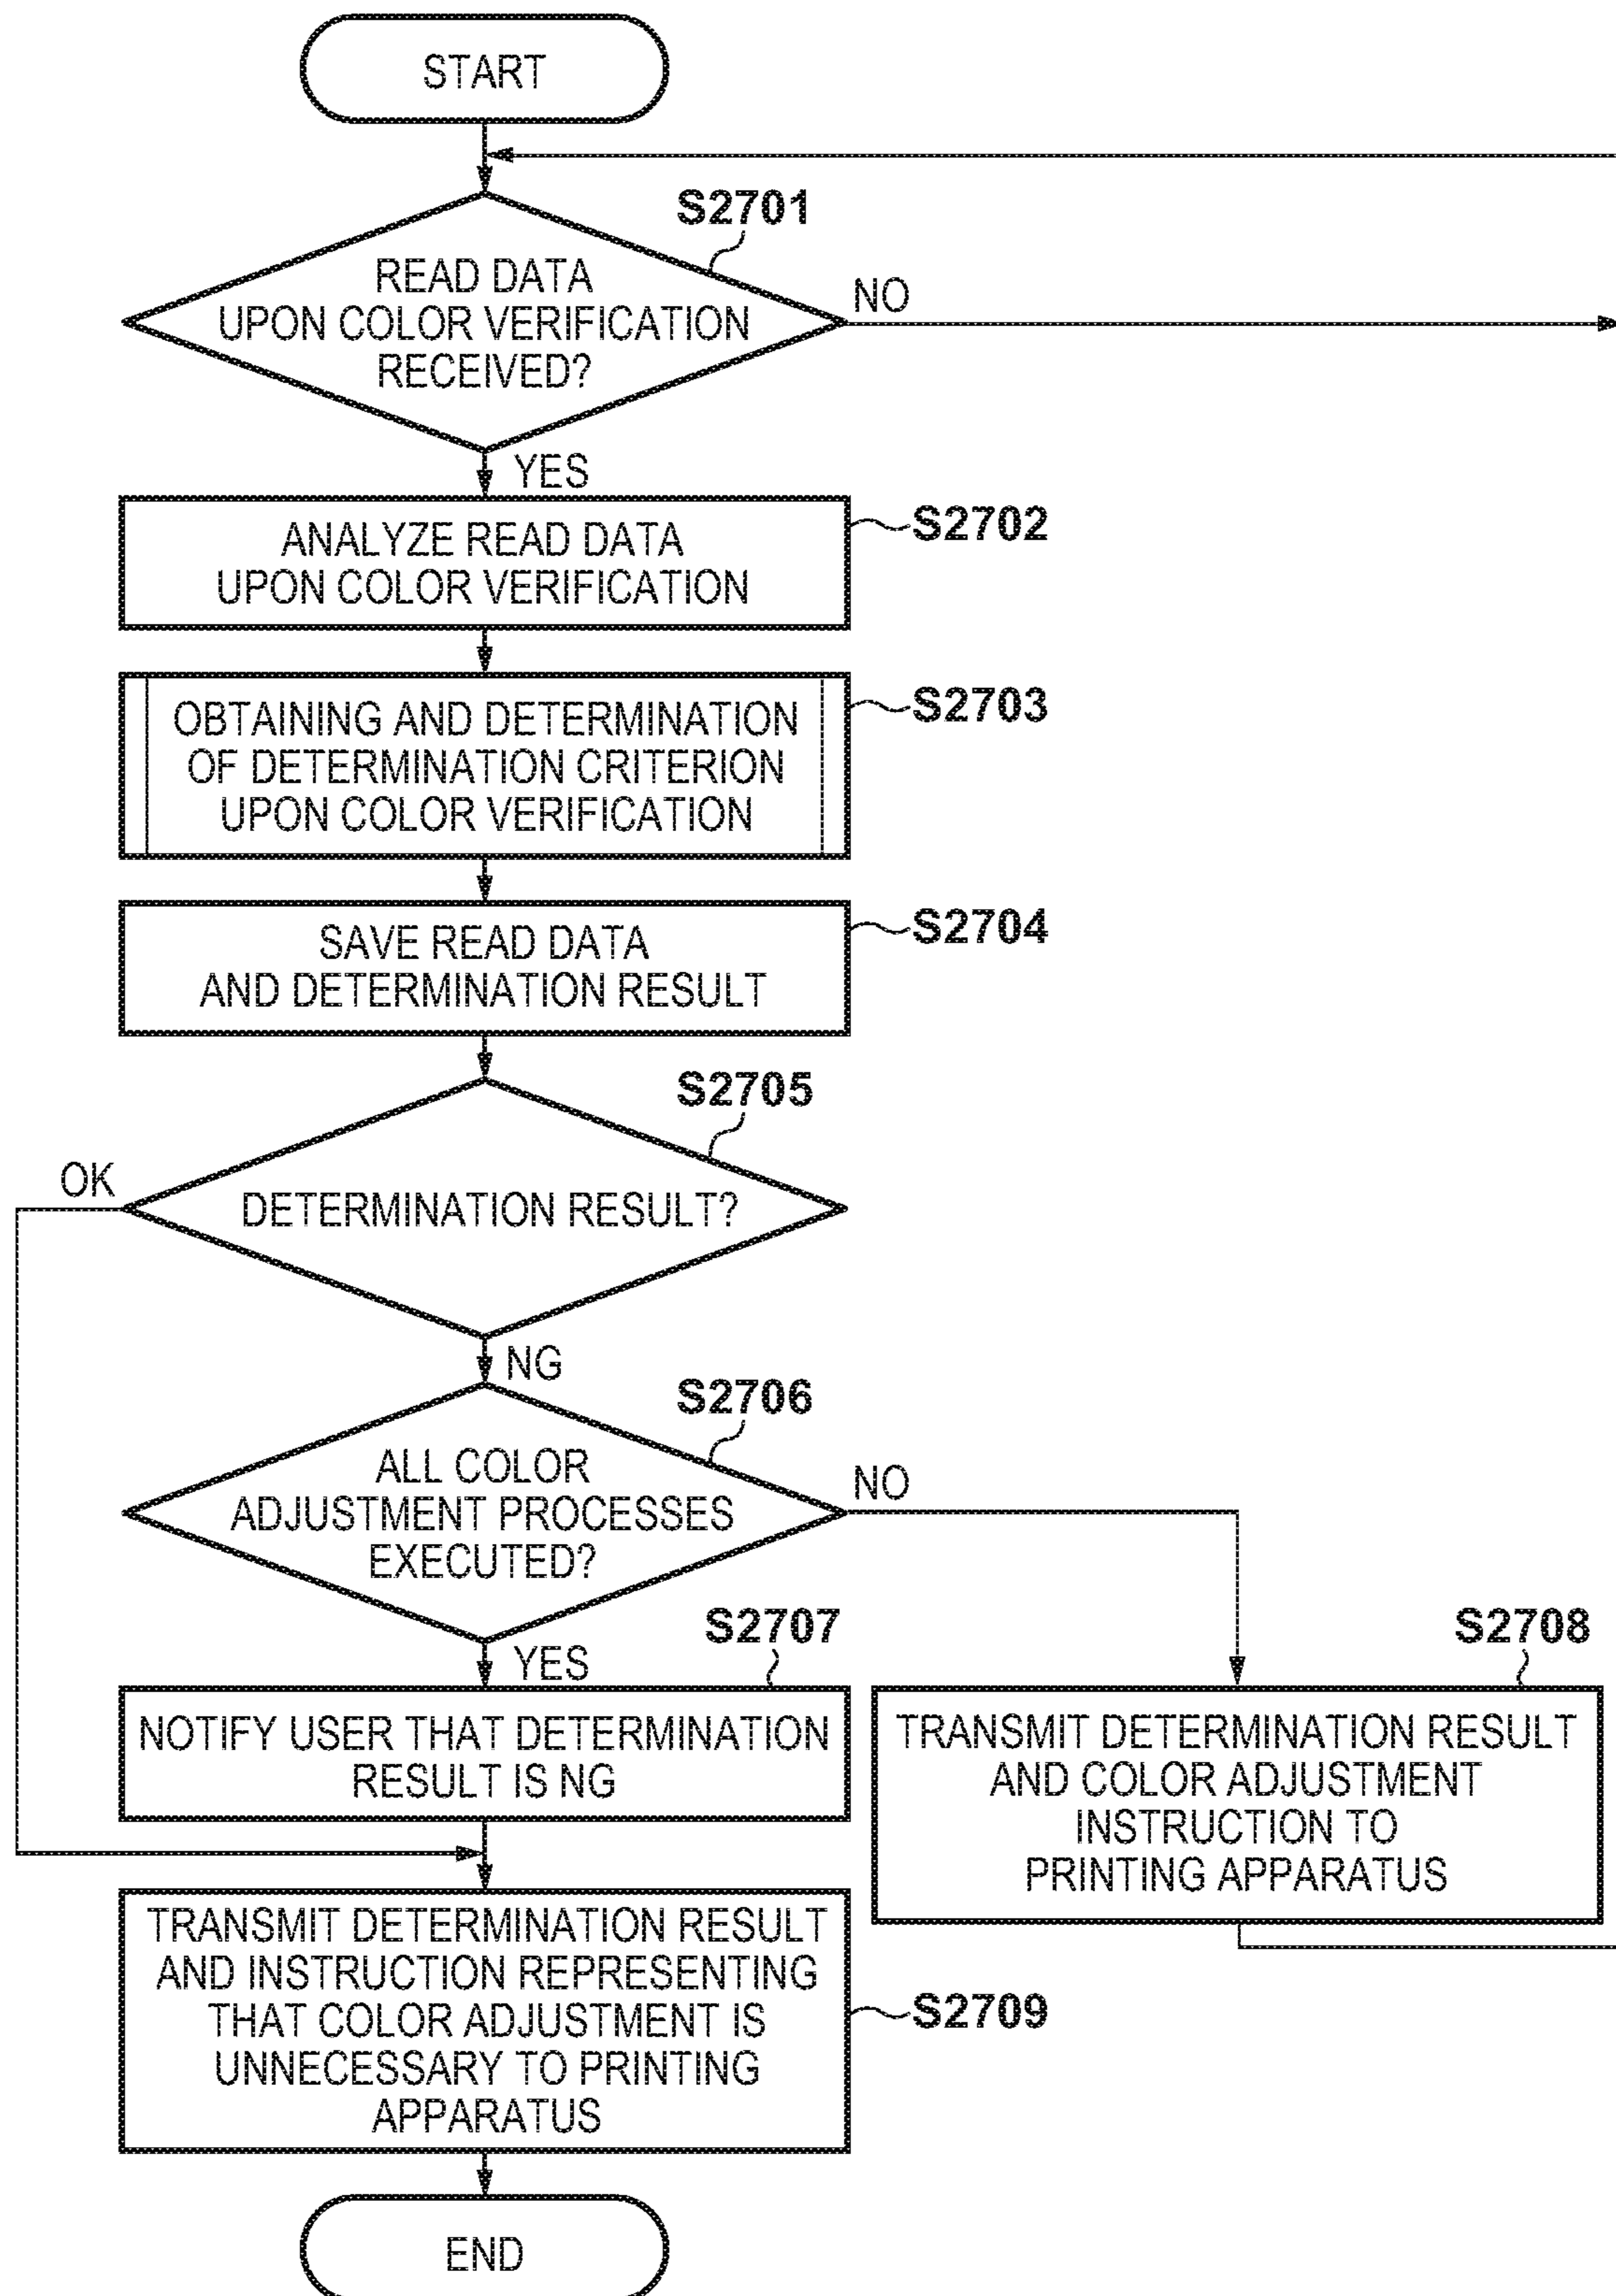 START
S2701
READ DATA
UPON COLOR VERIFICATION
RECEIVED?
NO
YES
ANALYZE READ DATA
UPON COLOR VERIFICATION
S2702
OBTAINING AND DETERMINATION
OF DETERMINATION CRITERION
UPON COLOR VERIFICATION
S2703
SAVE READ DATA
AND DETERMINATION RESULT
S2704
S2705
OK
DETERMINATION RESULT?
NG
S2706
ALL COLOR
ADJUSTMENT PROCESSES
EXECUTED?
NO
YES
S2707
NOTIFY USER THAT DETERMINATION
RESULT IS NG
S2708
TRANSMIT DETERMINATION RESULT
AND COLOR ADJUSTMENT
INSTRUCTION TO
PRINTING APPARATUS
TRANSMIT DETERMINATION RESULT
AND INSTRUCTION REPRESENTING
THAT COLOR ADJUSTMENT IS
UNNECESSARY TO PRINTING
APPARATUS
S2709
END